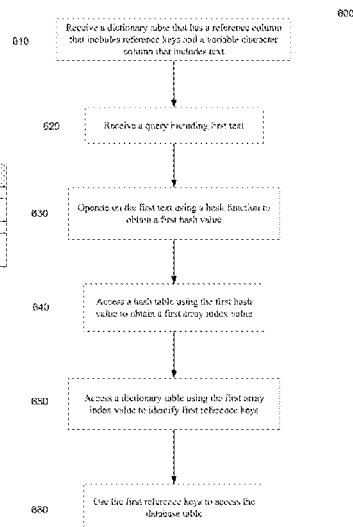 600
610
Receive a dictionary table that has a reference column
that includes reference keys and a variable character
column that includes text
620
Receive a query including first text
630
Operate on the first text using a hash function to
obtain a first hash value
640
Access a hash table using the first hash
value to obtain a first array index value
650
Access a dictionary table using the first array
index value to identify first reference keys
660
Use the first reference keys to access the
database table